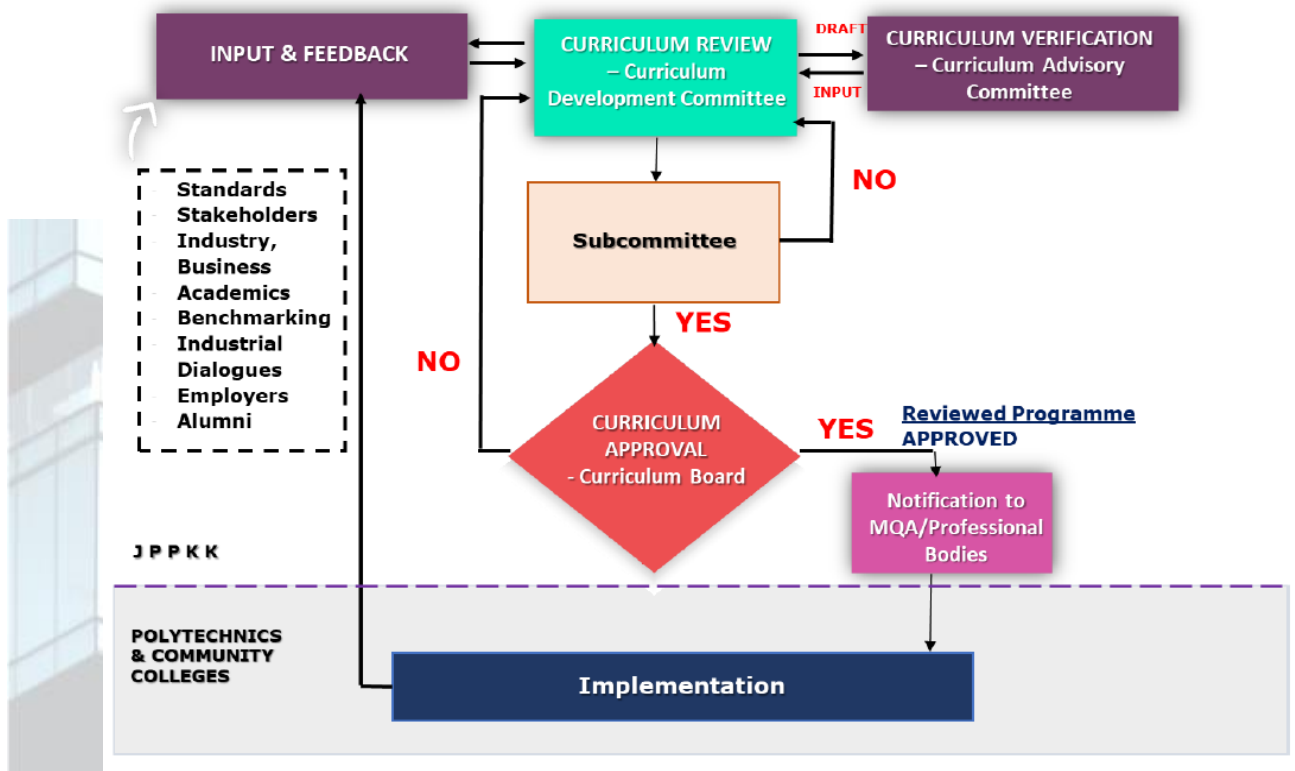 INPUT & FEEDBACK
CURRICULUM REVIEW
– Curriculum
Development Committee
DRAFT
INPUT
CURRICULUM VERIFICATION
– Curriculum Advisory
Committee
Standards
Stakeholders
Industry,
Business
Academics
Benchmarking
Industrial
Dialogues
Employers
Alumni
Subcommittee
NO
YES
NO
CURRICULUM
APPROVAL
- Curriculum Board
YES
Reviewed Programme
APPROVED
Notification to
MQA/Professional
Bodies
J P P K K
POLYTECHNICS
& COMMUNITY
COLLEGES
Implementation